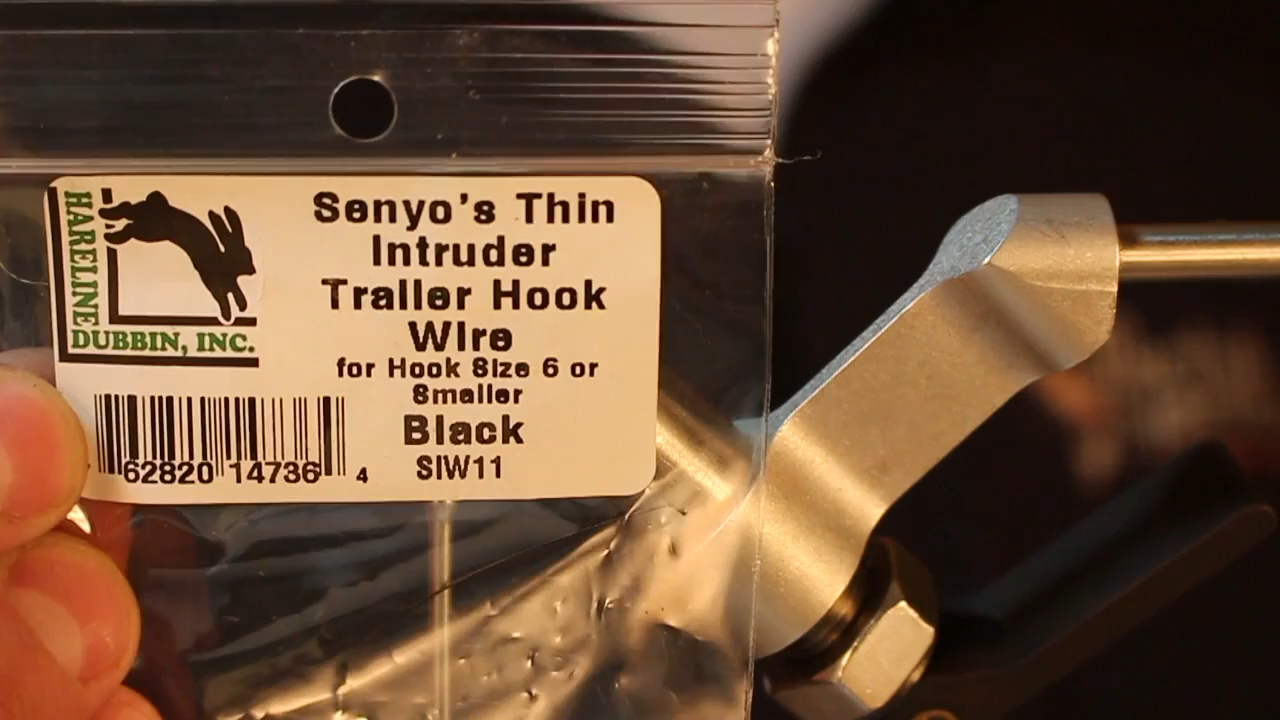 HARELINE
DUBBIN, INC.
Senyo's Thin
Intruder
Trailer Hook
Wire
for Hook Size 6 or
Smaller
Black
SIW11
62820 14736 4